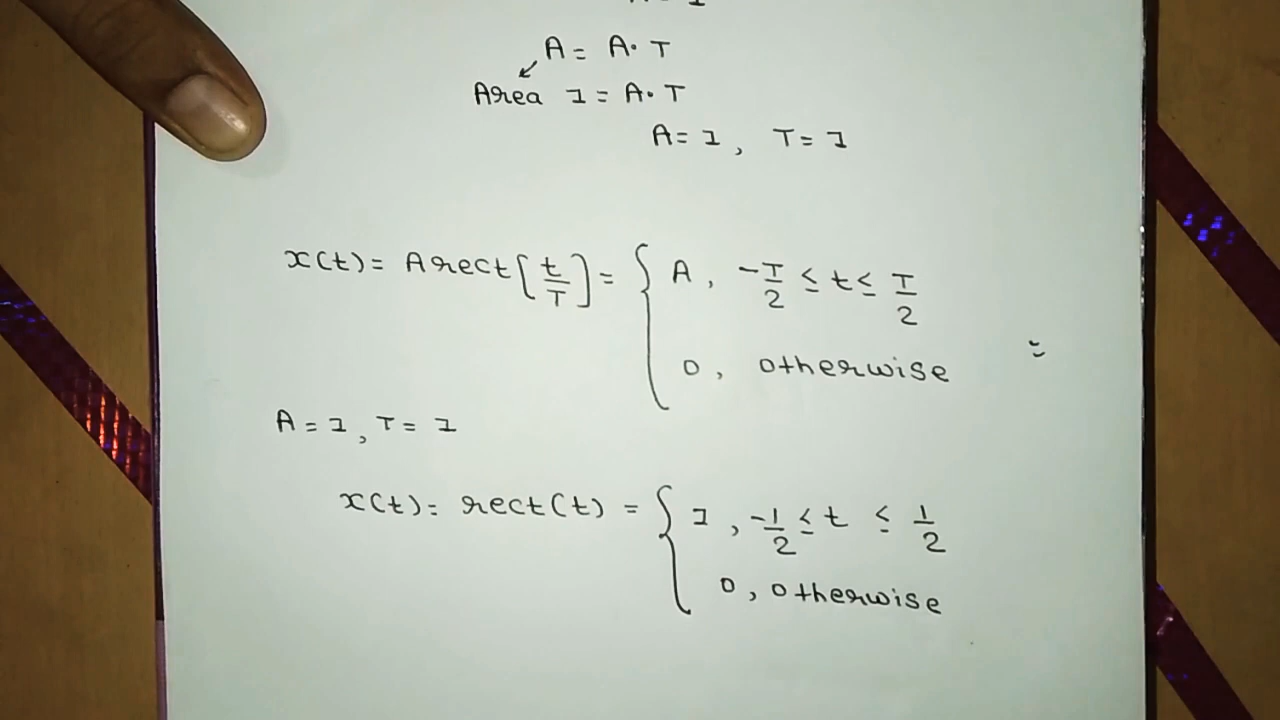 A = A· T
Area 1 = A· T
A = 1 , T = 1
x(t) = A rect [ t/T ] = { A , -T/2 ≤ t ≤ T/2
0 , otherwise
A = 1 , T = 1
x(t) = rect(t) = { 1 , -1/2 ≤ t ≤ 1/2
0 , otherwise